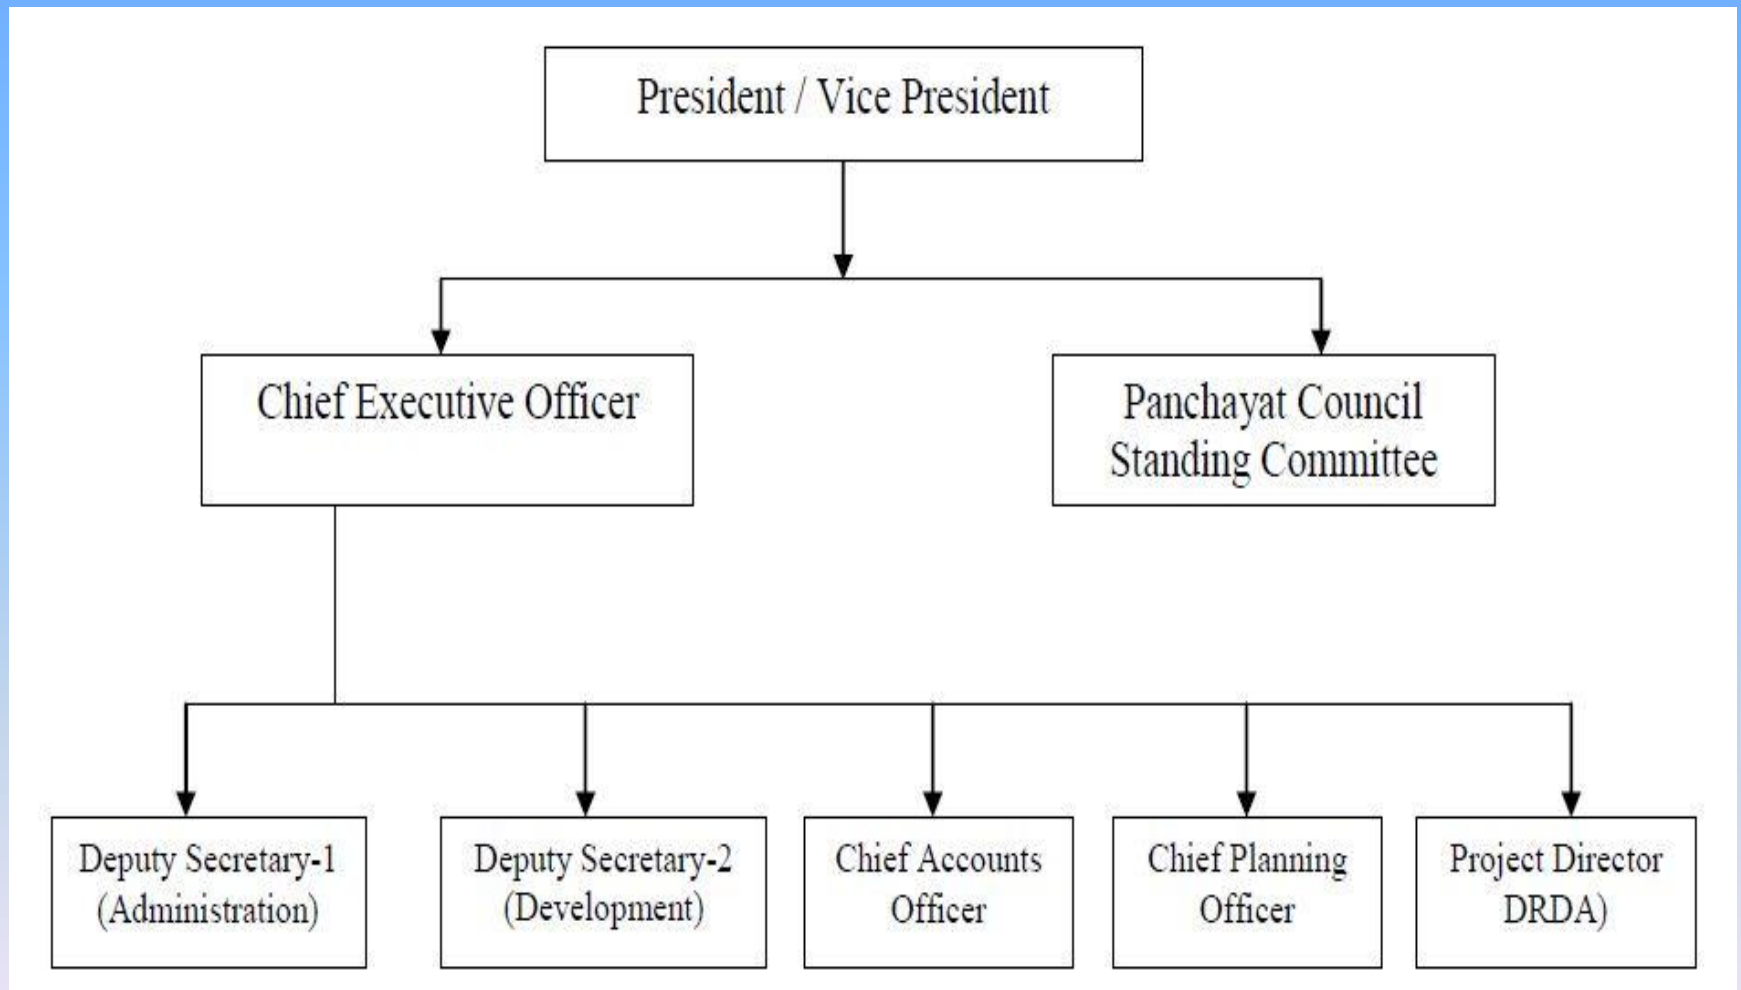 President / Vice President
Chief Executive Officer
Panchayat Council
Standing Committee
Deputy Secretary-1
(Administration)
Deputy Secretary-2
(Development)
Chief Accounts
Officer
Chief Planning
Officer
Project Director
DRDA)